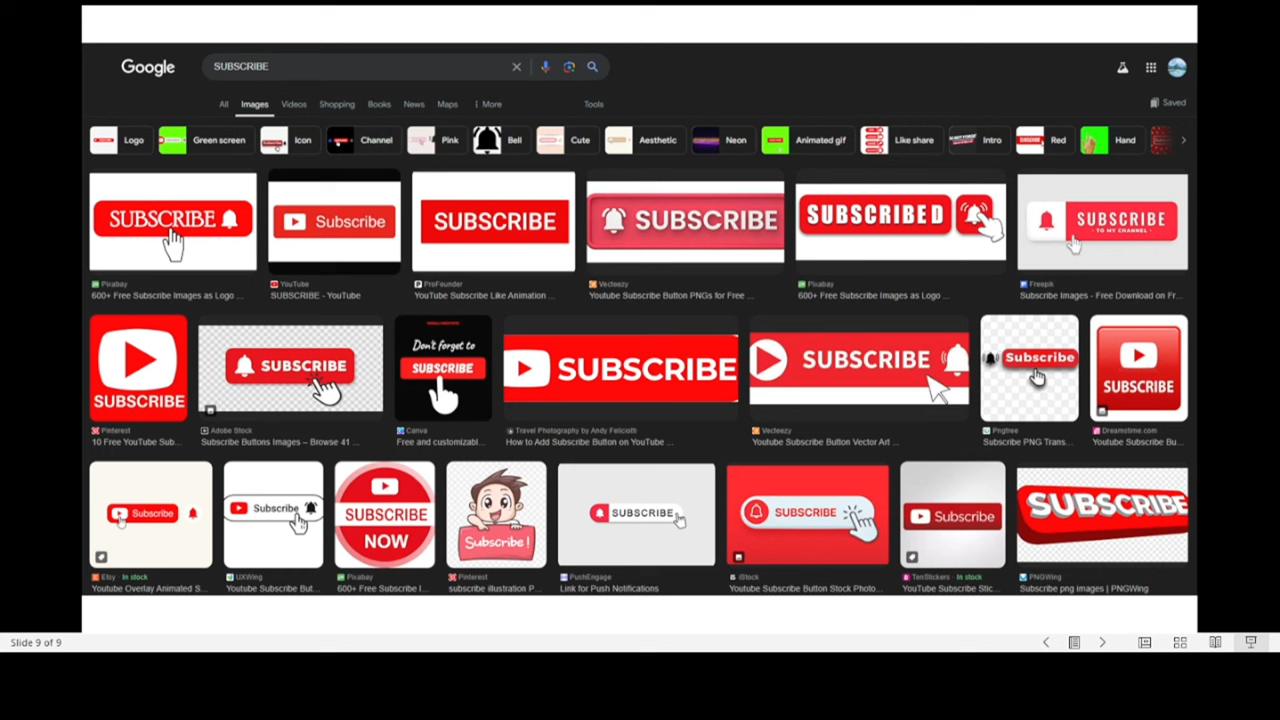 Google
SUBSCRIBE
All Images Videos Shopping Books News Maps More Tools
Saved
Logo Green screen Icon Channel Pink Bell Cute Aesthetic Neon Animated gif Like share Intro Red Hand
SUBSCRIBE
Subscribe
SUBSCRIBE
SUBSCRIBE
SUBSCRIBED
SUBSCRIBE
- TO MY CHANNEL -
Pixabay
600+ Free Subscribe Images as Logo ...
YouTube
SUBSCRIBE - YouTube
ProFounder
YouTube Subscribe Like Animation ...
Vecteezy
Youtube Subscribe Button PNGs for Free ...
Pixabay
600+ Free Subscribe Images as Logo ...
Freepik
Subscribe Images - Free Download on Fr...
SUBSCRIBE
SUBSCRIBE
Don't forget to
SUBSCRIBE
SUBSCRIBE
SUBSCRIBE
Subscribe
SUBSCRIBE
Pinterest
10 Free YouTube Sub...
Adobe Stock
Subscribe Buttons Images – Browse 41 ...
Canva
Free and customizabl...
Travel Photography by Andy Feliciotti
How to Add Subscribe Button on YouTube ...
Vecteezy
Youtube Subscribe Button Vector Art ...
Pngtree
Subscribe PNG Trans...
Dreamstime.com
Youtube Subscribe Bu...
Subscribe
Subscribe
SUBSCRIBE
NOW
Subscribe!
SUBSCRIBE
SUBSCRIBE
Subscribe
SUBSCRIBE
Etsy · In stock
Youtube Overlay Animated S...
UXWing
Youtube Subscribe But...
Pixabay
600+ Free Subscribe I...
Pinterest
subscribe illustration P...
PushEngage
Link for Push Notifications
iStock
Youtube Subscribe Button Stock Photo...
TenStickers · In stock
YouTube Subscribe Stic...
PNGWing
Subscribe png images | PNGWing
Slide 9 of 9